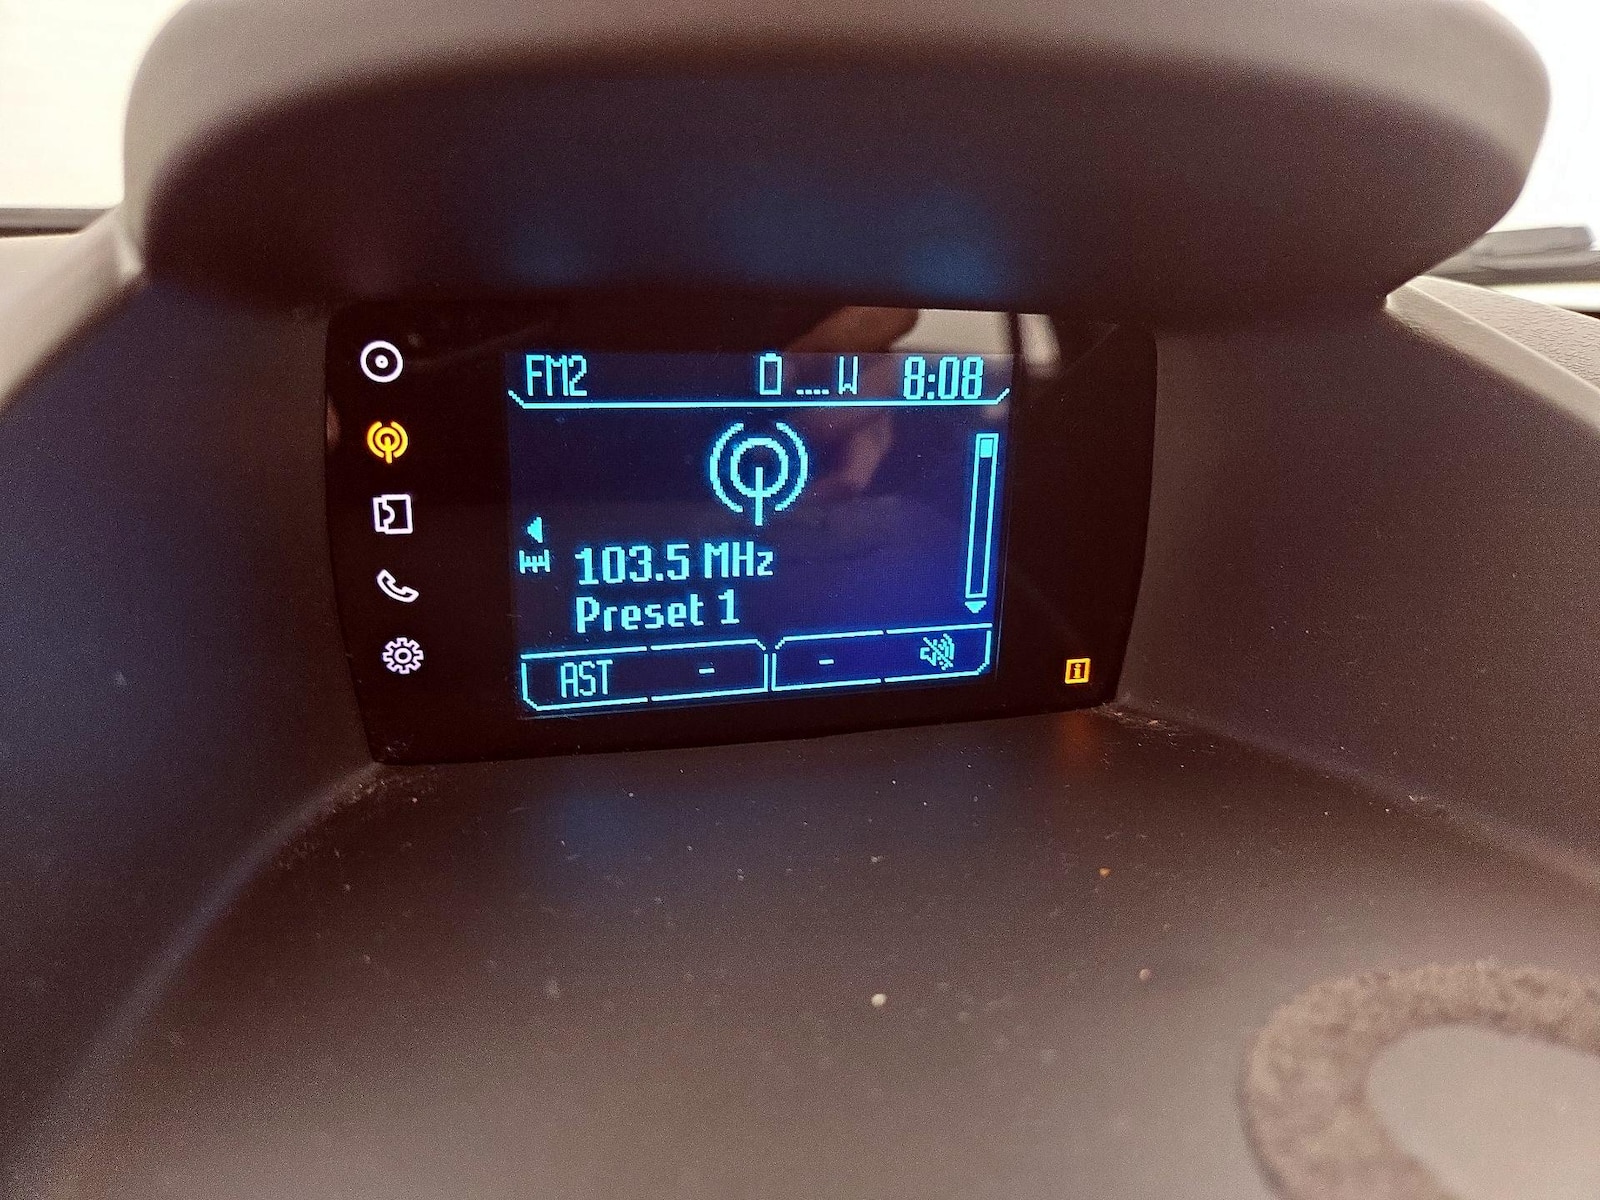 FM2 W 8:08
103.5 MHz
Preset 1
AST - -
i